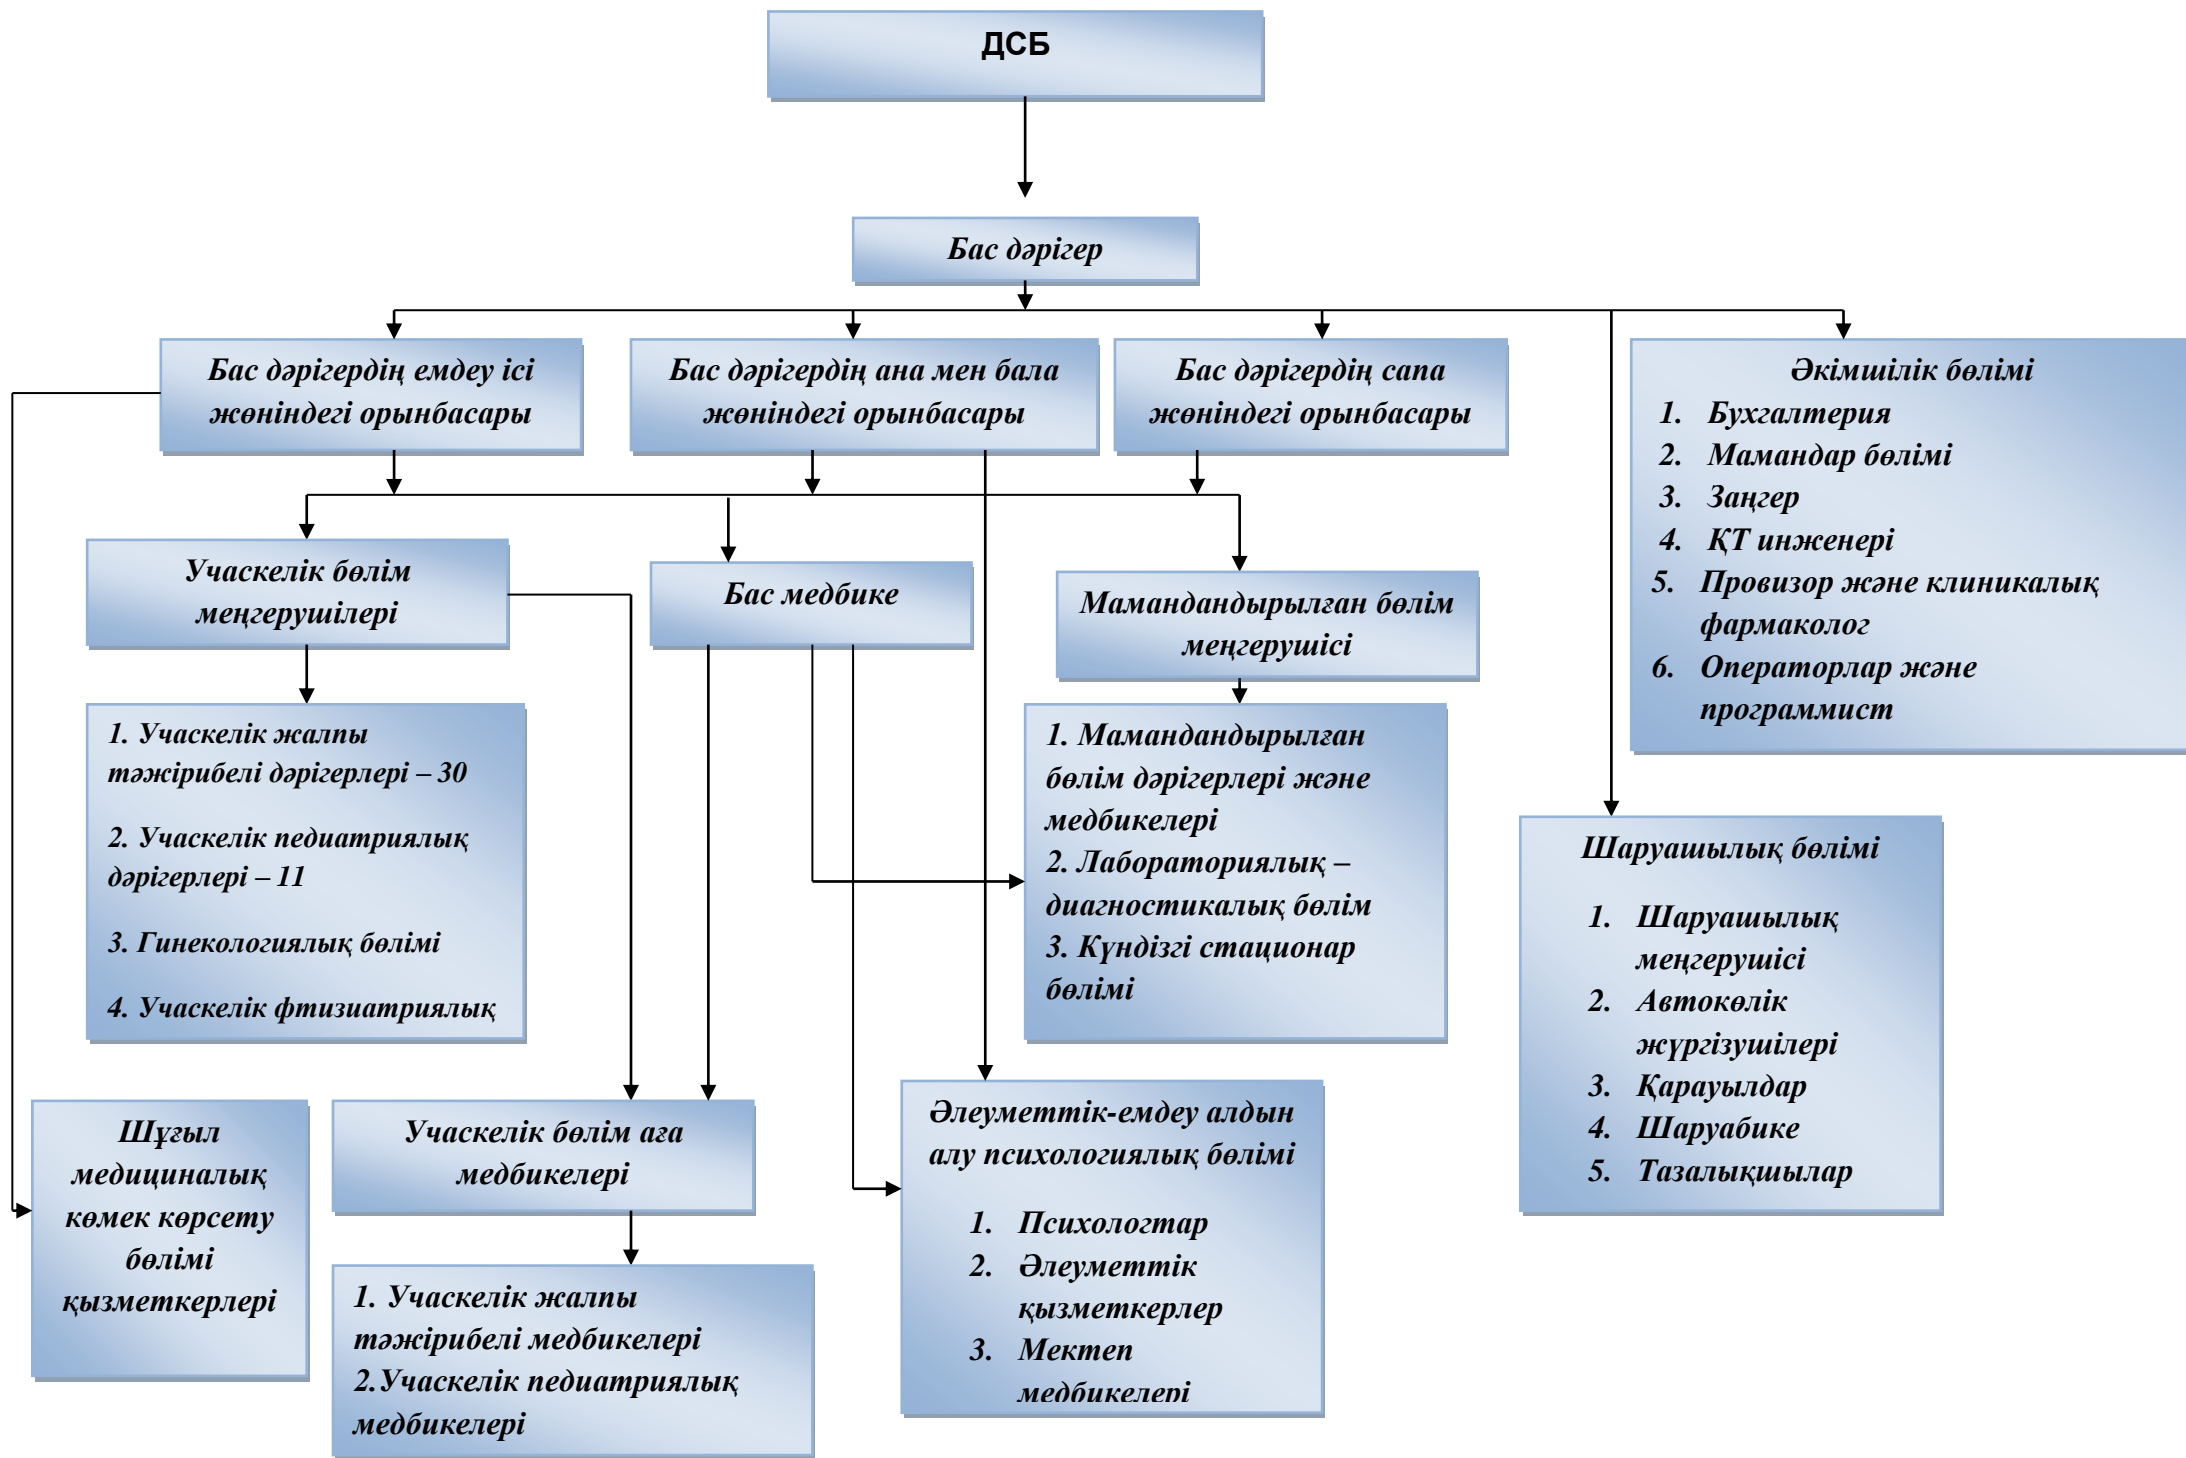 ДСБ
Бас дәрігер
Бас дәрігердің емдеу ісі
жөніндегі орынбасары
Бас дәрігердің ана мен бала
жөніндегі орынбасары
Бас дәрігердің сапа
жөніндегі орынбасары
Әкімшілік бөлімі
1. Бухгалтерия
2. Мамандар бөлімі
3. Заңгер
4. ҚТ инженері
5. Провизор және клиникалық
фармаколог
6. Операторлар және
программист
Учаскелік бөлім
меңгерушілері
Бас медбике
Мамандандырылған бөлім
меңгерушісі
1. Учаскелік жалпы
тәжірибелі дәрігерлері – 30
2. Учаскелік педиатриялық
дәрігерлері – 11
3. Гинекологиялық бөлімі
4. Учаскелік фтизиатриялық
1. Мамандандырылған
бөлім дәрігерлері және
медбикелері
2. Лабораториялық –
диагностикалық бөлім
3. Күндізгі стационар
бөлімі
Шаруашылық бөлімі
1. Шаруашылық
меңгерушісі
2. Автокөлік
жүргізушілері
3. Қарауылдар
4. Шаруабике
5. Тазалықшылар
Шұғыл
медициналық
көмек көрсету
бөлімі
қызметкерлері
Учаскелік бөлім аға
медбикелері
Әлеуметтік-емдеу алдын
алу психологиялық бөлімі
1. Психологтар
2. Әлеуметтік
қызметкерлер
3. Мектеп
медбикелері
1. Учаскелік жалпы
тәжірибелі медбикелері
2.Учаскелік педиатриялық
медбикелері